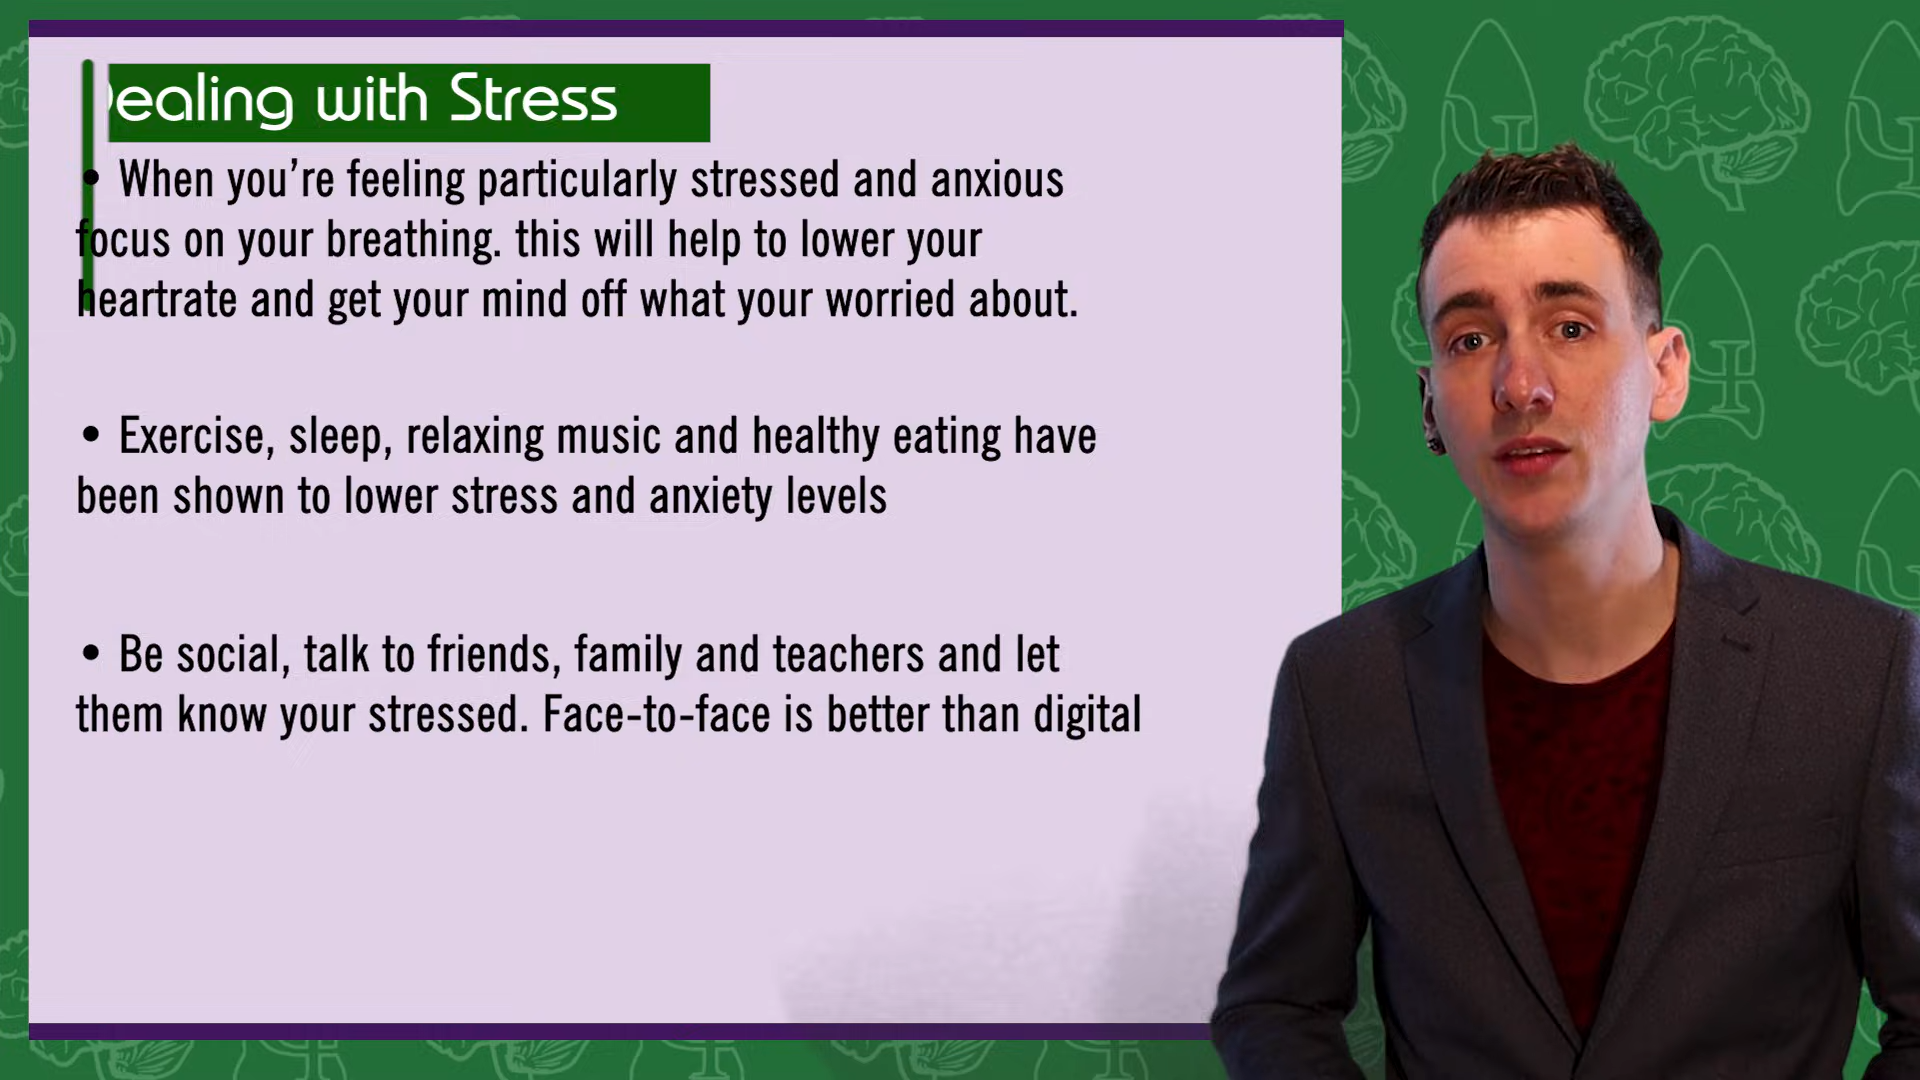 ealing with Stress
• When you’re feeling particularly stressed and anxious
focus on your breathing. this will help to lower your
heartrate and get your mind off what your worried about.
• Exercise, sleep, relaxing music and healthy eating have
been shown to lower stress and anxiety levels
• Be social, talk to friends, family and teachers and let
them know your stressed. Face-to-face is better than digital